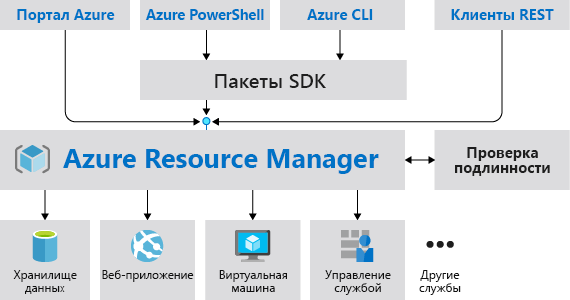 Портал Azure
Azure PowerShell
Azure CLI
Клиенты REST
Пакеты SDK
Azure Resource Manager
Проверка
подлинности
Хранилище
данных
Веб-приложение
Виртуальная
машина
Управление
службой
Другие
службы